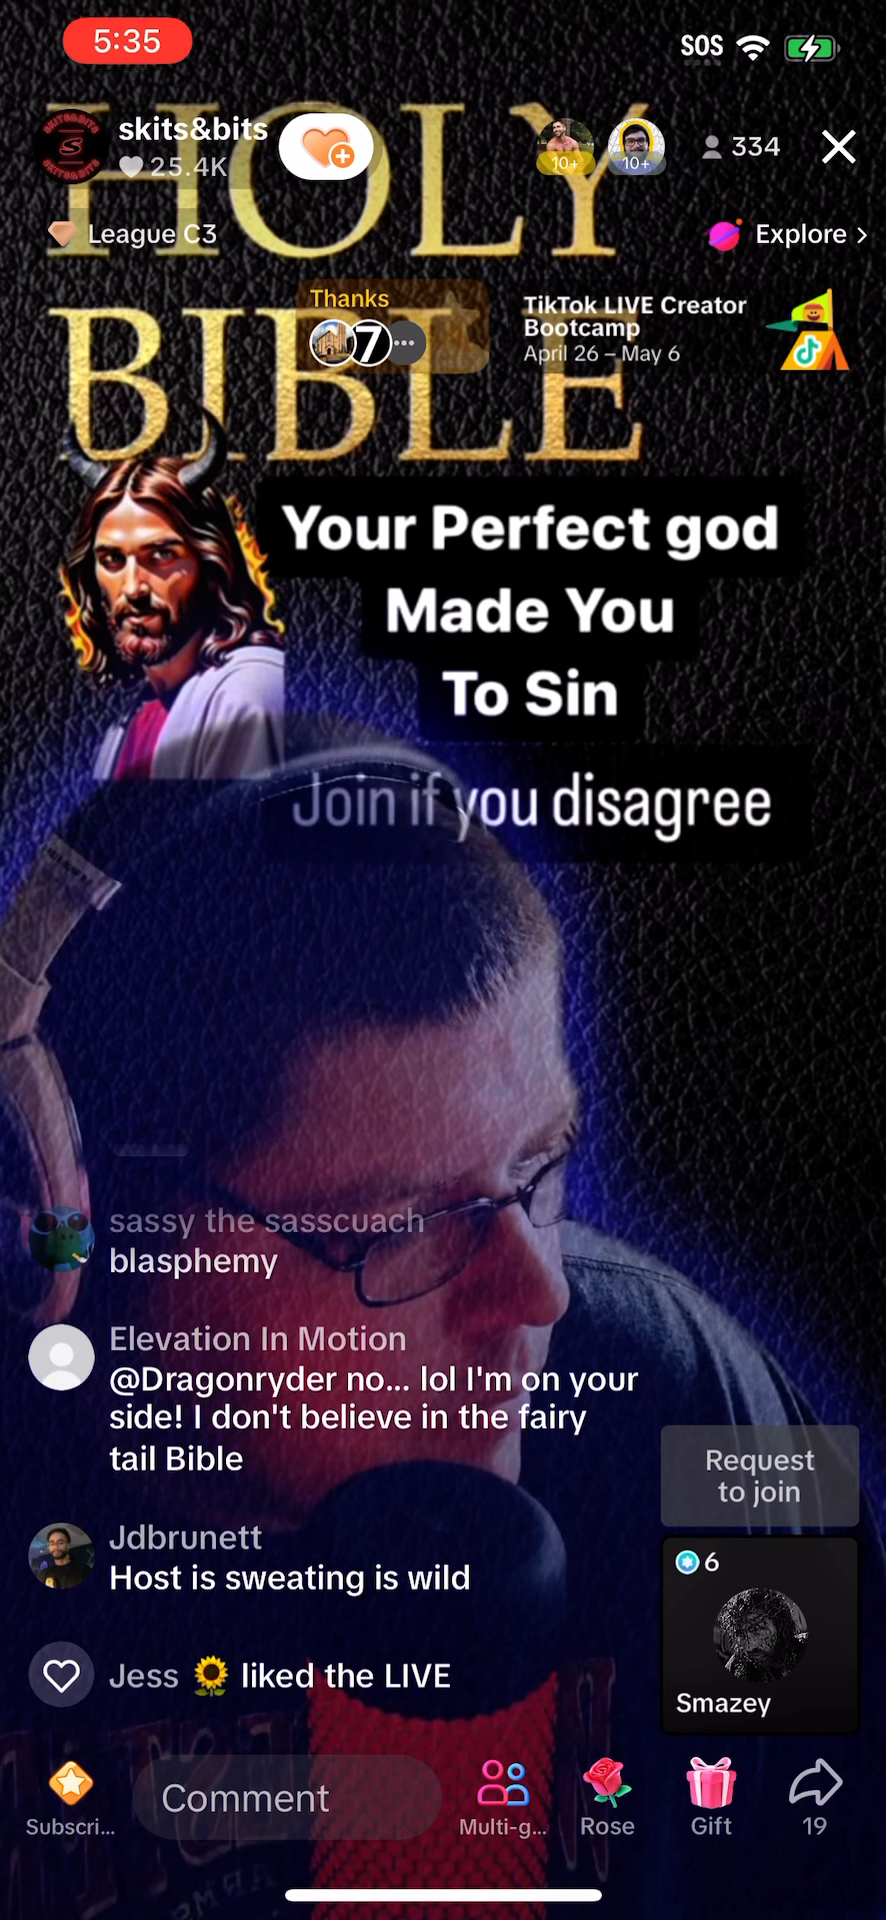 5:35
SOS
HOLY
BIBLE
skits&bits
25.4K
10+
10+
334
League C3
Explore
Thanks
7
TikTok LIVE Creator
Bootcamp
April 26 – May 6
Your Perfect god
Made You
To Sin
Join if you disagree
sassy the sasscuach
blasphemy
Elevation In Motion
@Dragonryder no... lol I'm on your
side! I don't believe in the fairy
tail Bible
Jdbrunett
Host is sweating is wild
Jess 🌻 liked the LIVE
Request
to join
6
Smazey
Subscri...
Comment
Multi-g...
Rose
Gift
19